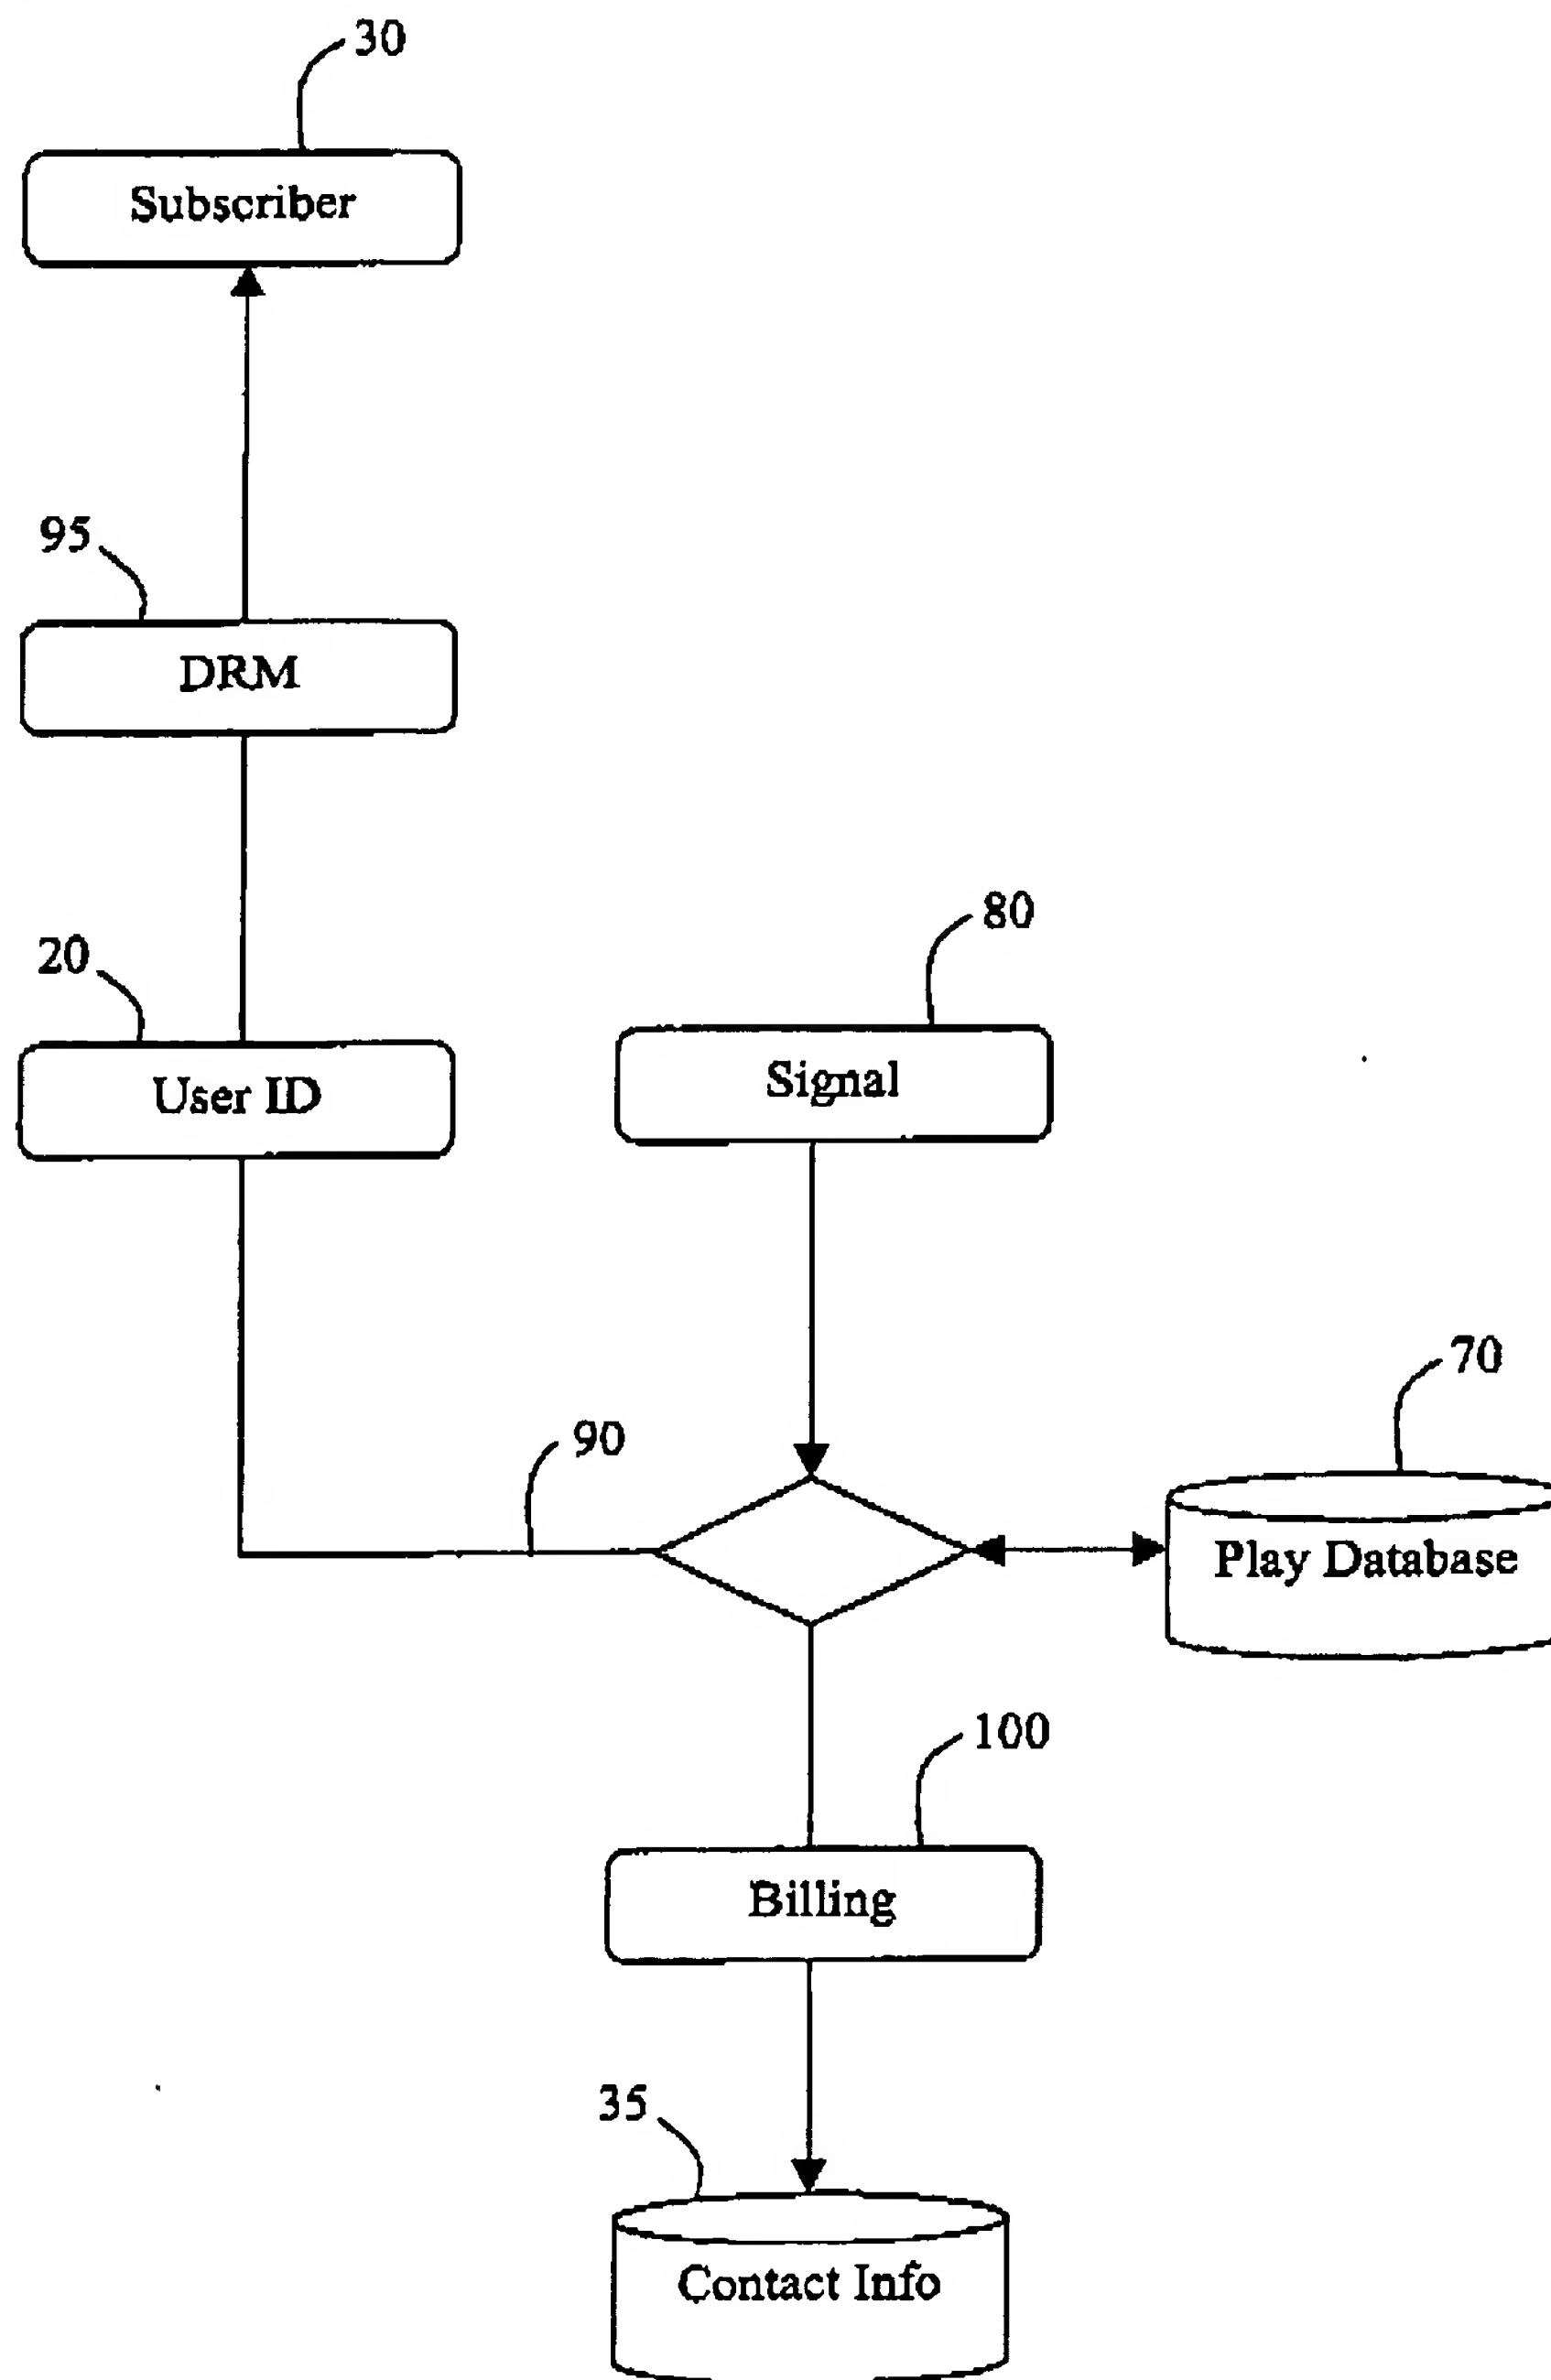 30
Subscriber
95
DRM
20
User ID
80
Signal
70
90
Play Database
100
Billing
35
Contact Info